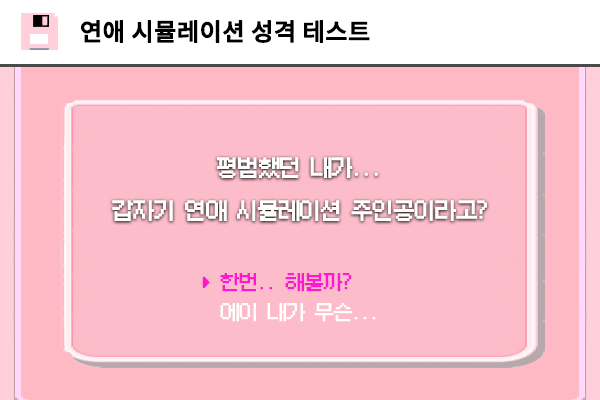 연애 시뮬레이션 성격 테스트
평범했던 내가...
갑자기 연애 시뮬레이션 주인공이라고?
한번.. 해볼까?
에이 내가 무슨...